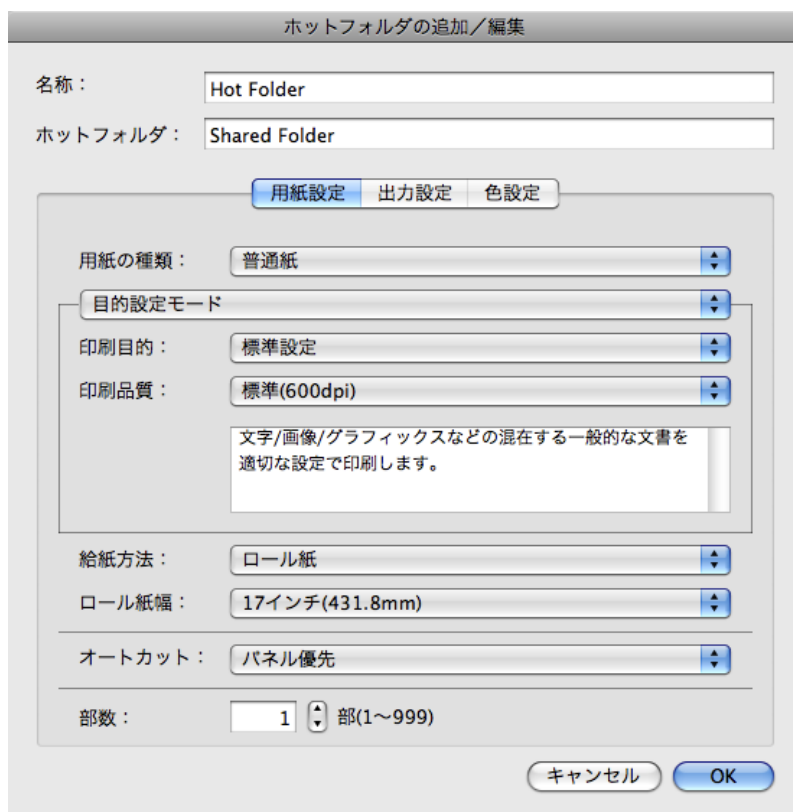 ホットフォルダの追加／編集
名称： Hot Folder
ホットフォルダ： Shared Folder
用紙設定 出力設定 色設定
用紙の種類： 普通紙
目的設定モード
印刷目的： 標準設定
印刷品質： 標準(600dpi)
文字/画像/グラフィックスなどの混在する一般的な文書を
適切な設定で印刷します。
給紙方法： ロール紙
ロール紙幅： 17インチ(431.8mm)
オートカット： パネル優先
部数： 1 部(1〜999)
キャンセル OK